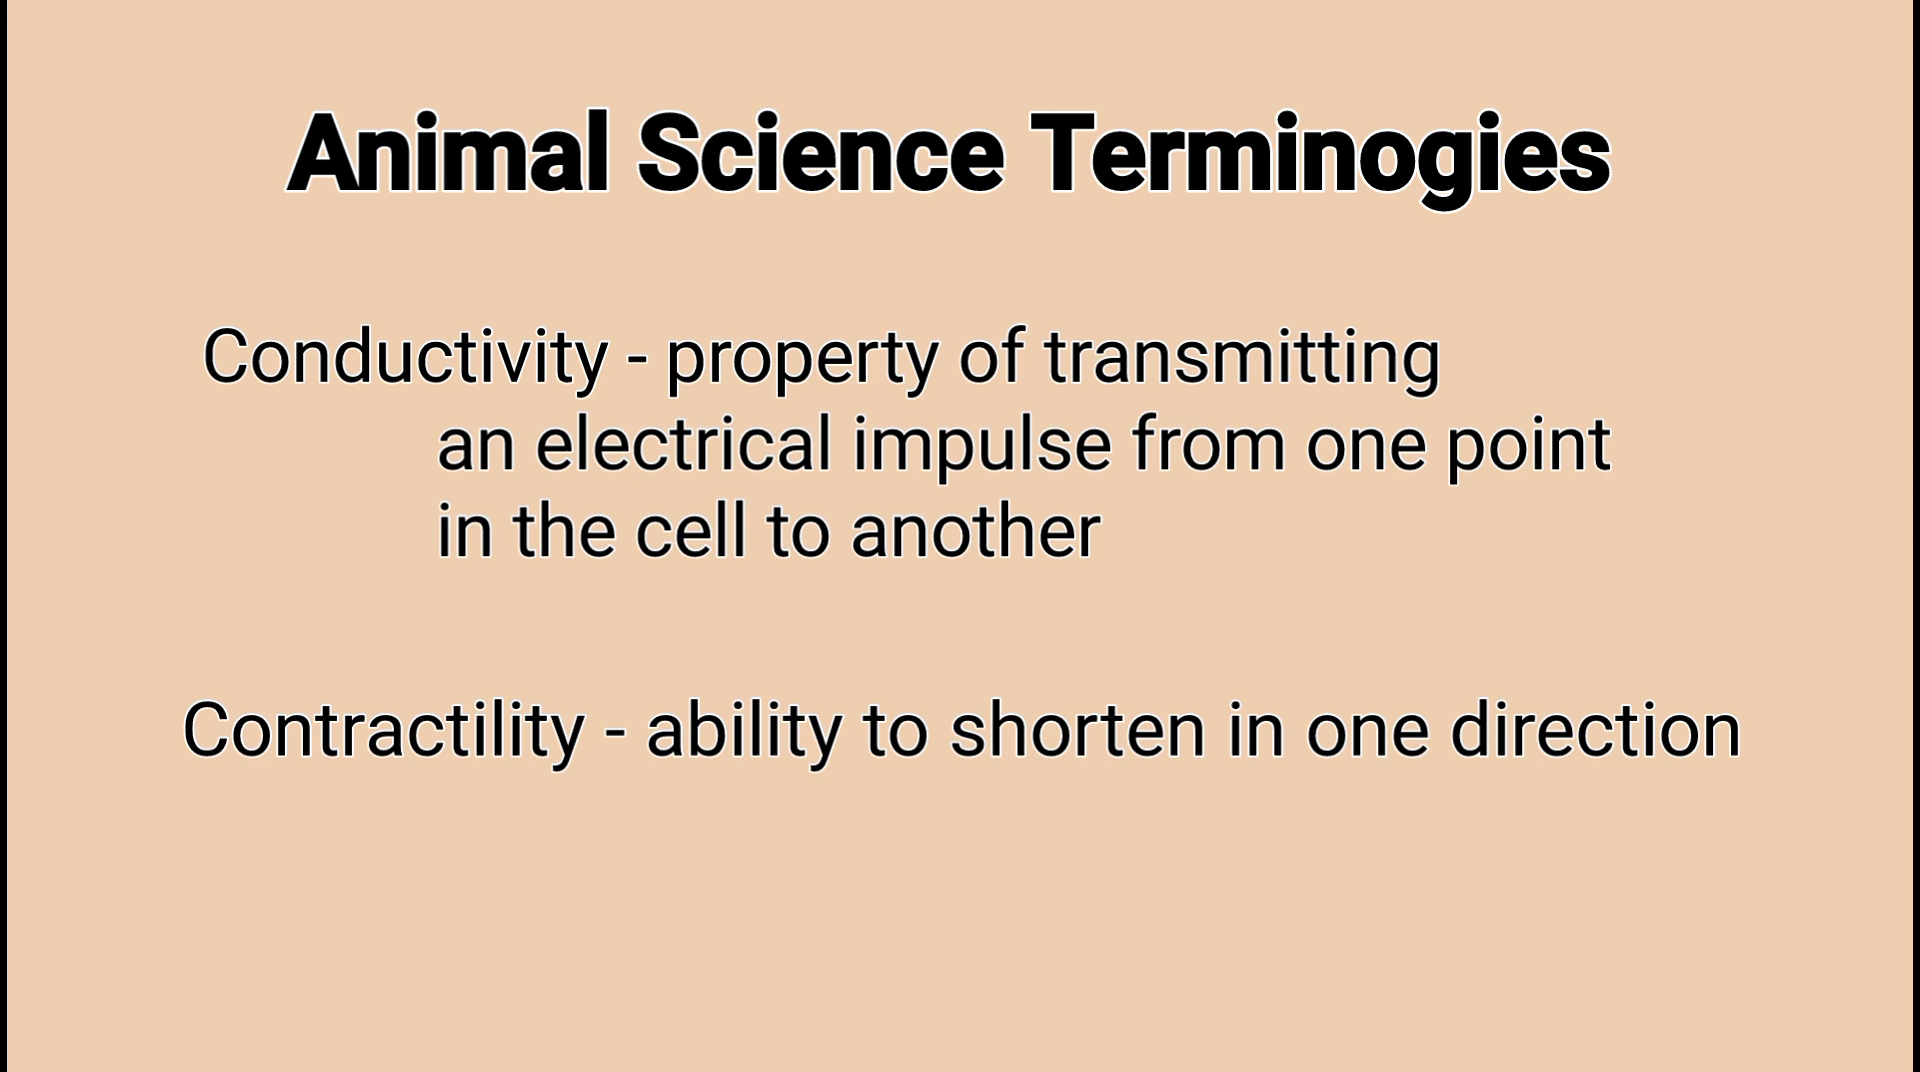 Animal Science Terminogies
Conductivity - property of transmitting
an electrical impulse from one point
in the cell to another
Contractility - ability to shorten in one direction